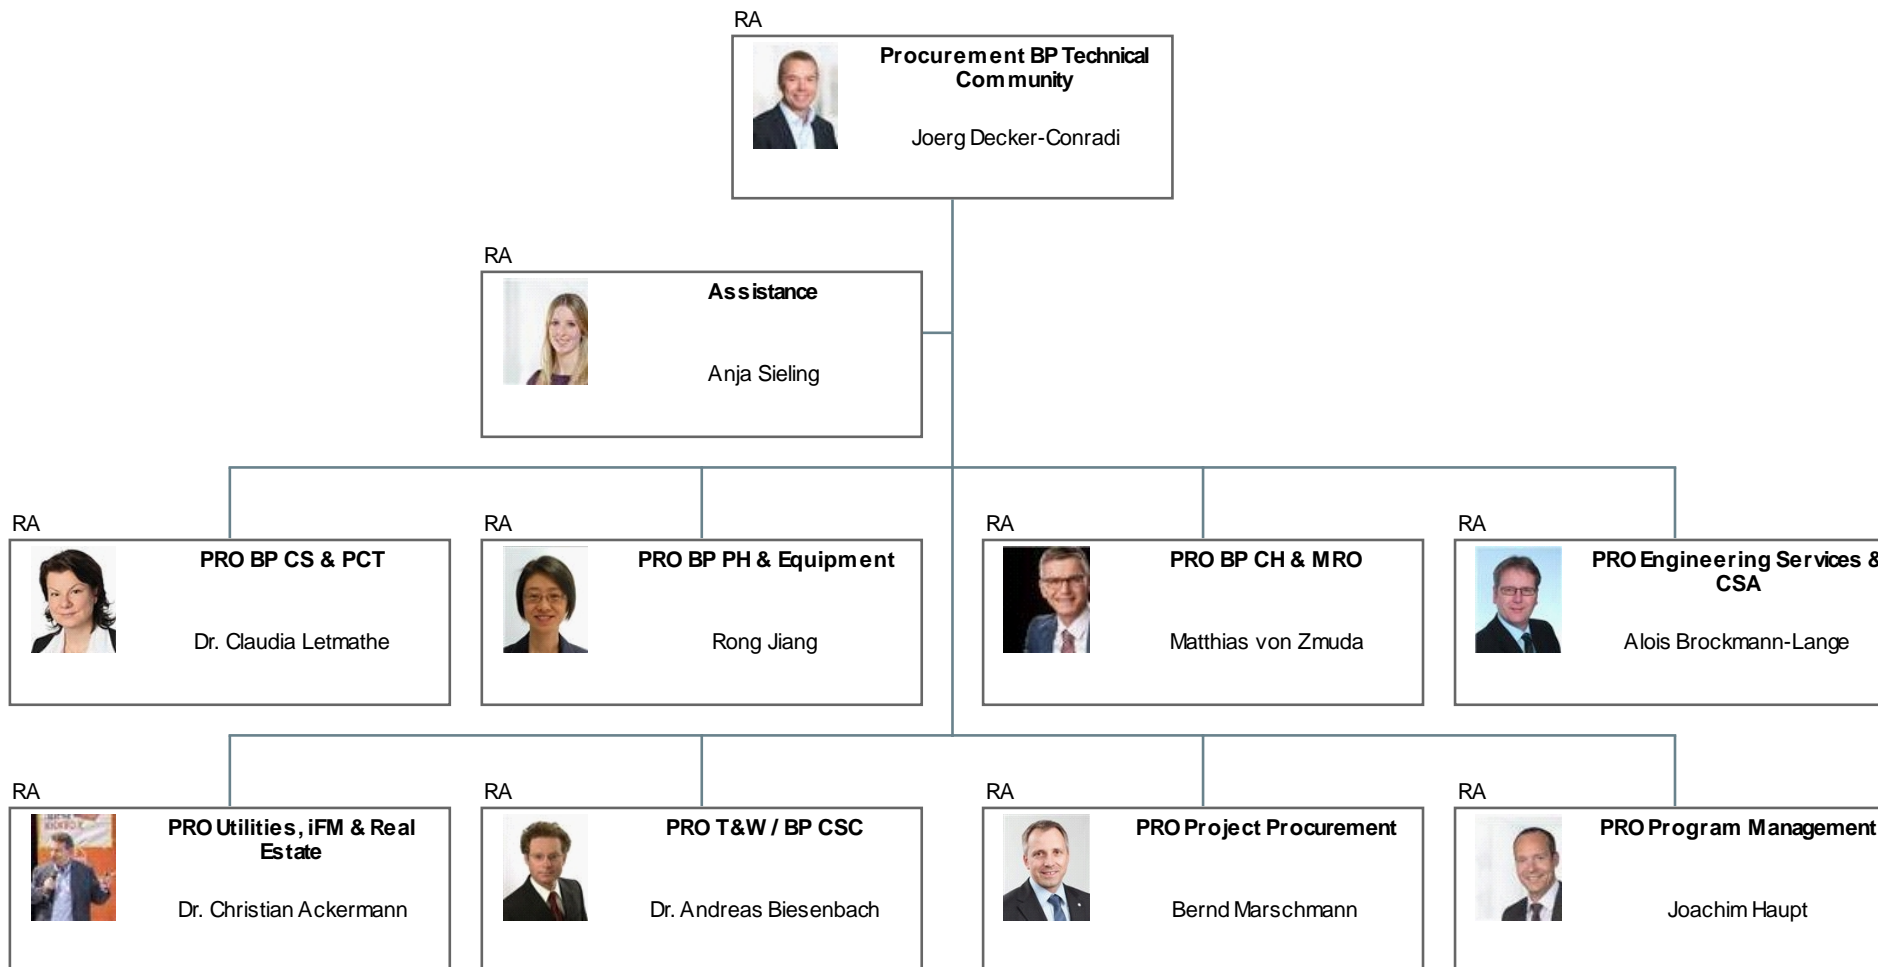 RA
Procurement BP Technical
Community
Joerg Decker-Conradi
RA
Assistance
Anja Sieling
RA
PRO BP CS & PCT
Dr. Claudia Letmathe
RA
PRO BP PH & Equipment
Rong Jiang
RA
PRO BP CH & MRO
Matthias von Zmuda
RA
PRO Engineering Services &
CSA
Alois Brockmann-Lange
RA
PRO Utilities, iFM & Real
Estate
Dr. Christian Ackermann
RA
PRO T&W / BP CSC
Dr. Andreas Biesenbach
RA
PRO Project Procurement
Bernd Marschmann
RA
PRO Program Management
Joachim Haupt